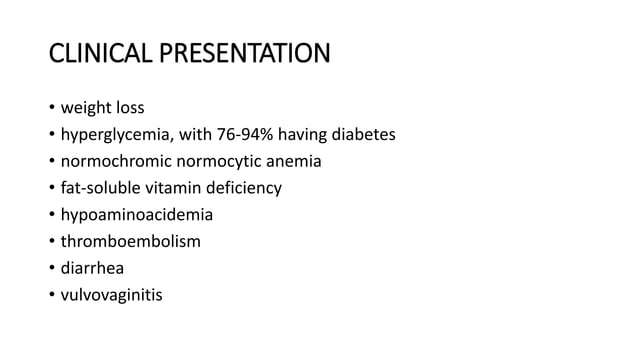 CLINICAL PRESENTATION
• weight loss
• hyperglycemia, with 76-94% having diabetes
• normochromic normocytic anemia
• fat-soluble vitamin deficiency
• hypoaminoacidemia
• thromboembolism
• diarrhea
• vulvovaginitis